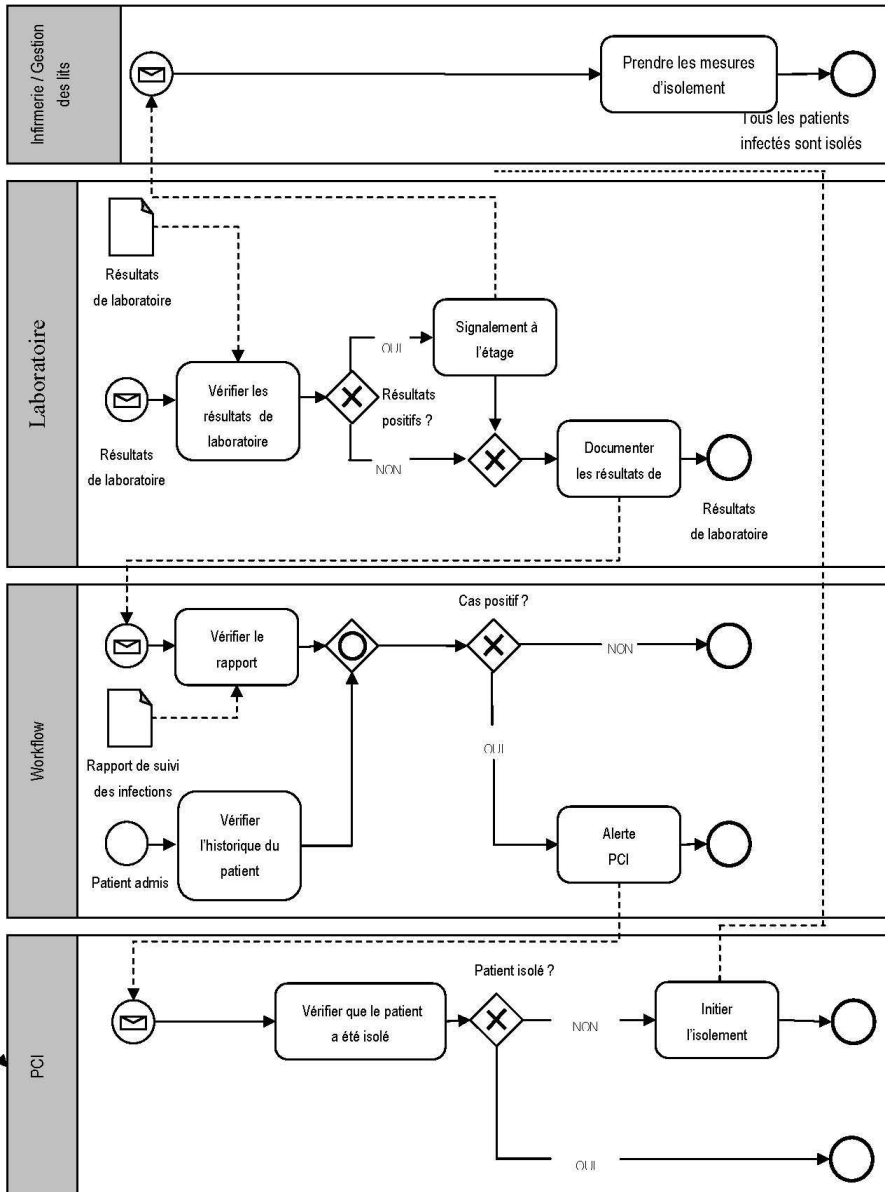 Infirmerie / Gestion
des lits
Prendre les mesures
d'isolement
Tous les patients
infectés sont isolés
Laboratoire
Résultats
de laboratoire
Signalement à
l'étage
OUI
Vérifier les
résultats de
laboratoire
Résultats
positifs ?
Résultats
de laboratoire
NON
Documenter
les résultats de
Résultats
de laboratoire
Workflow
Cas positif ?
Vérifier le
rapport
NON
OUI
Rapport de suivi
des infections
Vérifier
l'historique du
patient
Patient admis
Alerte
PCI
PCI
Patient isolé ?
Vérifier que le patient
a été isolé
NON
Initier
l'isolement
OUI